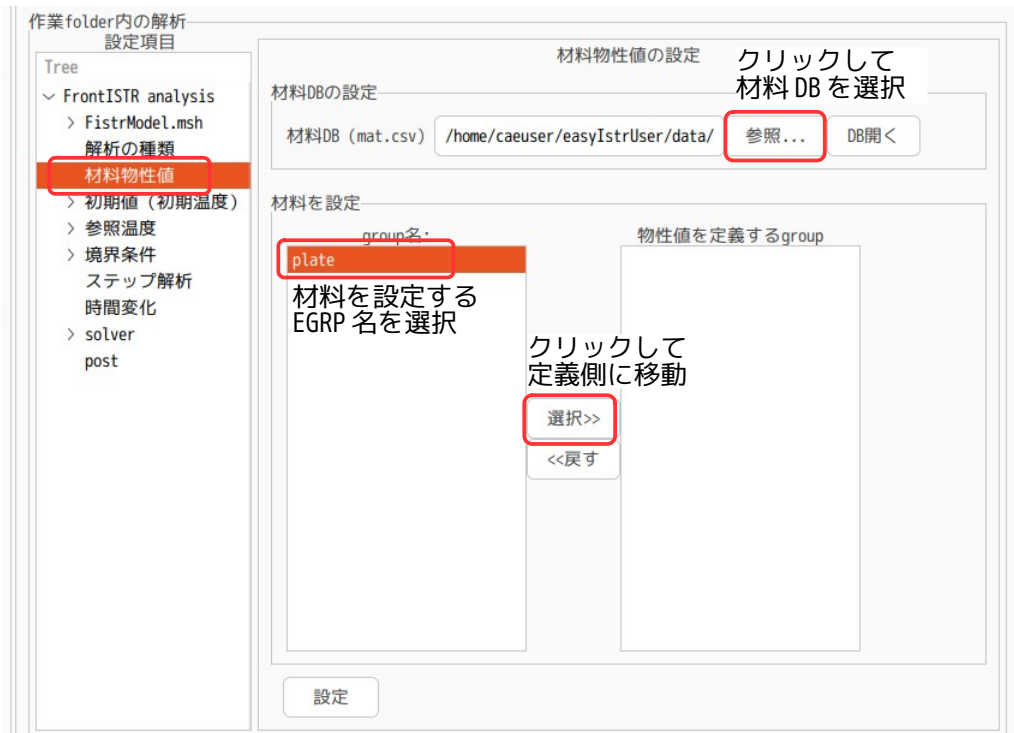 作業folder内の解析
設定項目
Tree
FrontISTR analysis
FistrModel.msh
解析の種類
材料物性値
初期値（初期温度）
参照温度
境界条件
ステップ解析
時間変化
solver
post
材料物性値の設定
クリックして
材料 DB を選択
材料DBの設定
材料DB (mat.csv)
/home/caeuser/easyIstrUser/data/
参照...
DB開く
材料を設定
group名:
物性値を定義するgroup
plate
材料を設定する
EGRP 名を選択
クリックして
定義側に移動
選択>>
<<戻す
設定